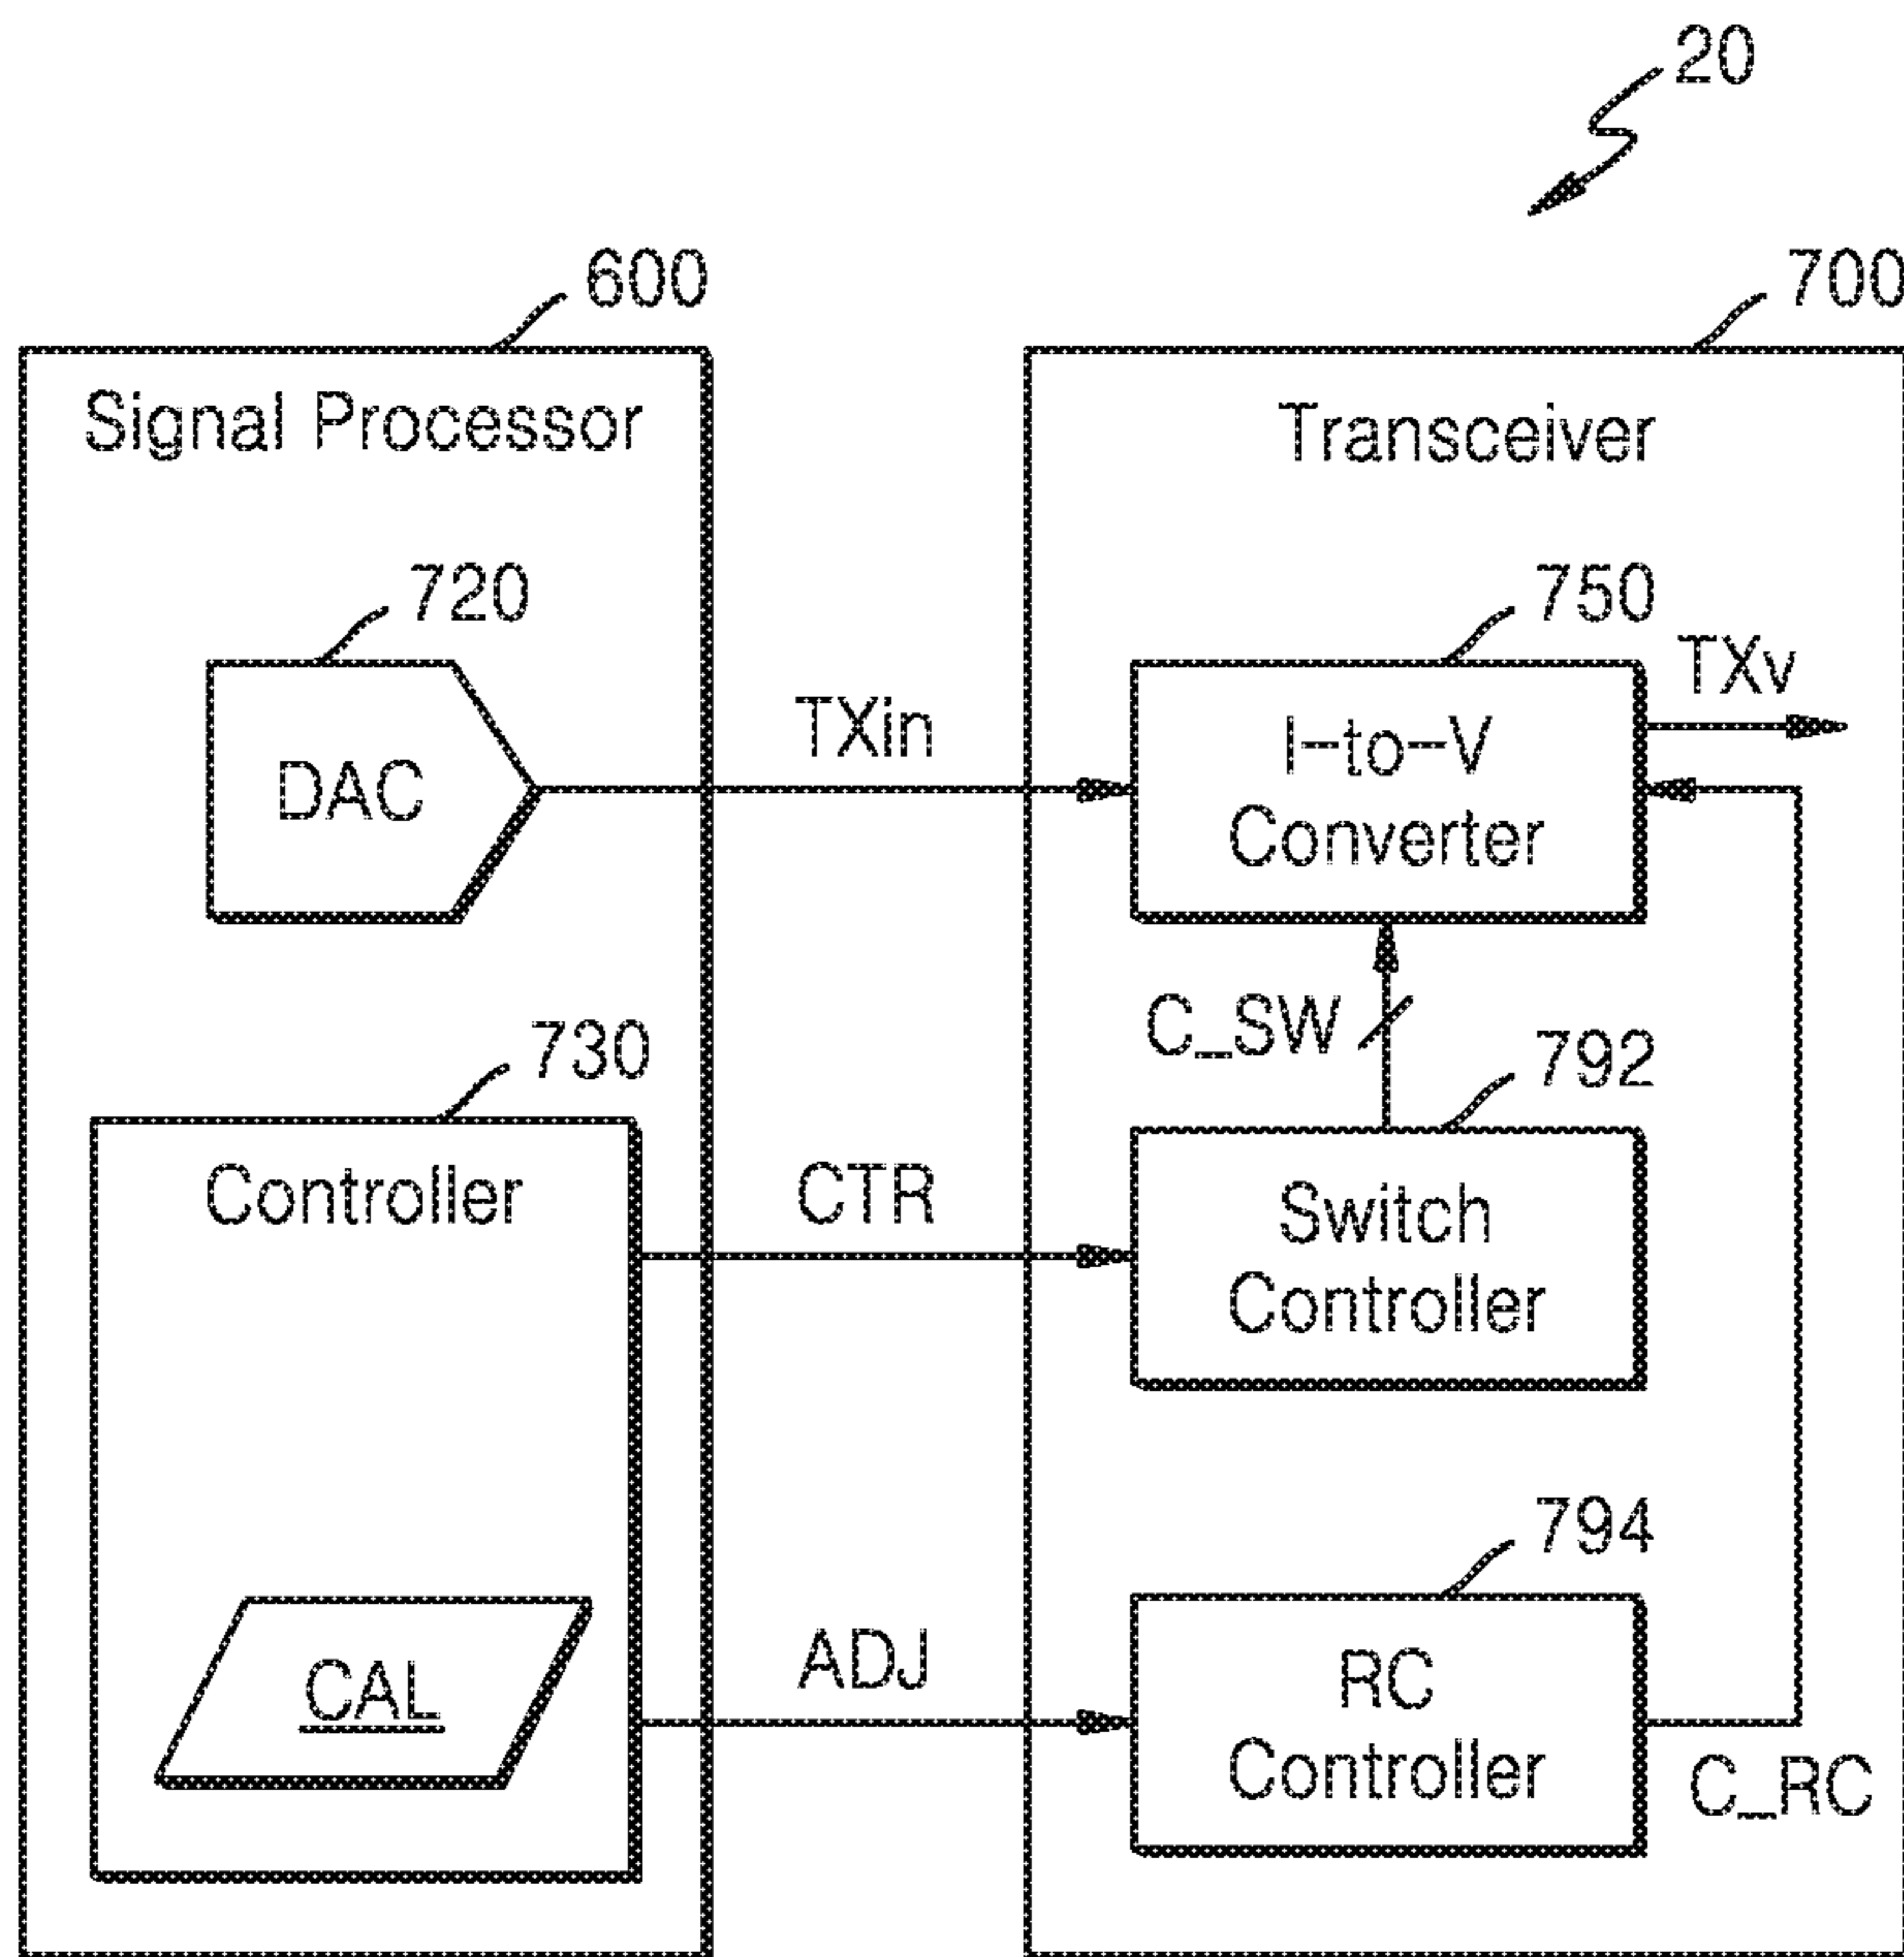 20
600
700
Signal Processor
Transceiver
720
750
TXv
DAC
TXin
I-to-V
Converter
C_SW
730
792
Controller
CTR
Switch
Controller
794
CAL
ADJ
RC
Controller
C_RC